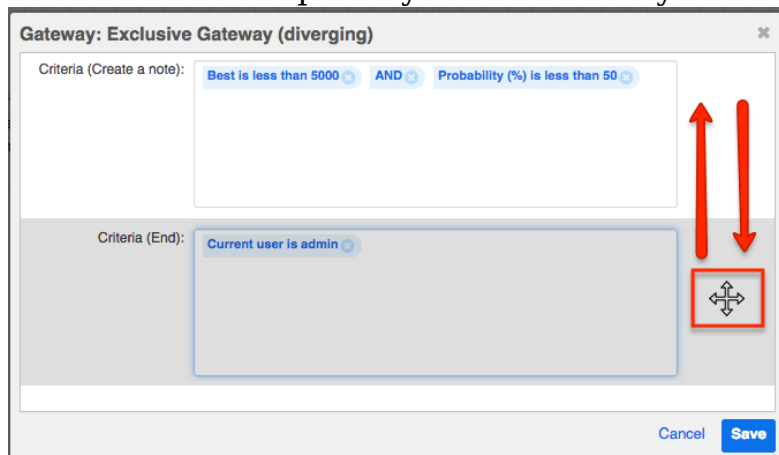 Gateway: Exclusive Gateway (diverging)
Criteria (Create a note):
Best is less than 5000 AND Probability (%) is less than 50
Criteria (End):
Current user is admin
Cancel Save